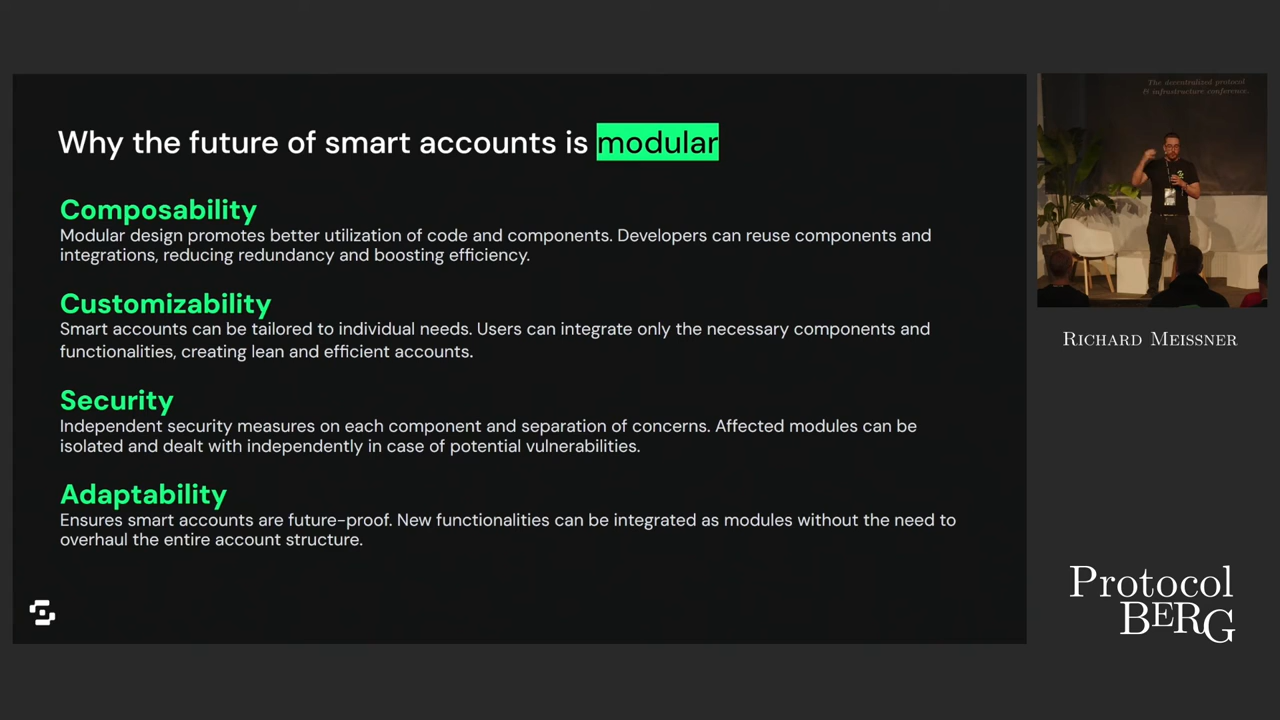 Why the future of smart accounts is modular
Composability
Modular design promotes better utilization of code and components. Developers can reuse components and
integrations, reducing redundancy and boosting efficiency.
Customizability
Smart accounts can be tailored to individual needs. Users can integrate only the necessary components and
functionalities, creating lean and efficient accounts.
Security
Independent security measures on each component and separation of concerns. Affected modules can be
isolated and dealt with independently in case of potential vulnerabilities.
Adaptability
Ensures smart accounts are future-proof. New functionalities can be integrated as modules without the need to
overhaul the entire account structure.
The decentralized protocol
& infrastructure conference.
Richard Meissner
Protocol
BERG